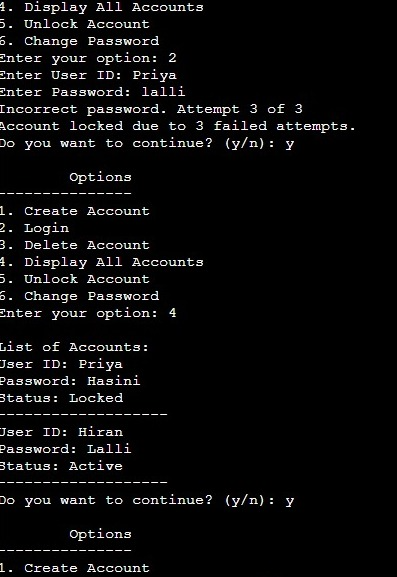 4. Display All Accounts
5. Unlock Account
6. Change Password
Enter your option: 2
Enter User ID: Priya
Enter Password: lalli
Incorrect password. Attempt 3 of 3
Account locked due to 3 failed attempts.
Do you want to continue? (y/n): y
Options
---------------
1. Create Account
2. Login
3. Delete Account
4. Display All Accounts
5. Unlock Account
6. Change Password
Enter your option: 4
List of Accounts:
User ID: Priya
Password: Hasini
Status: Locked
-------------------
User ID: Hiran
Password: Lalli
Status: Active
-------------------
Do you want to continue? (y/n): y
Options
---------------
1. Create Account